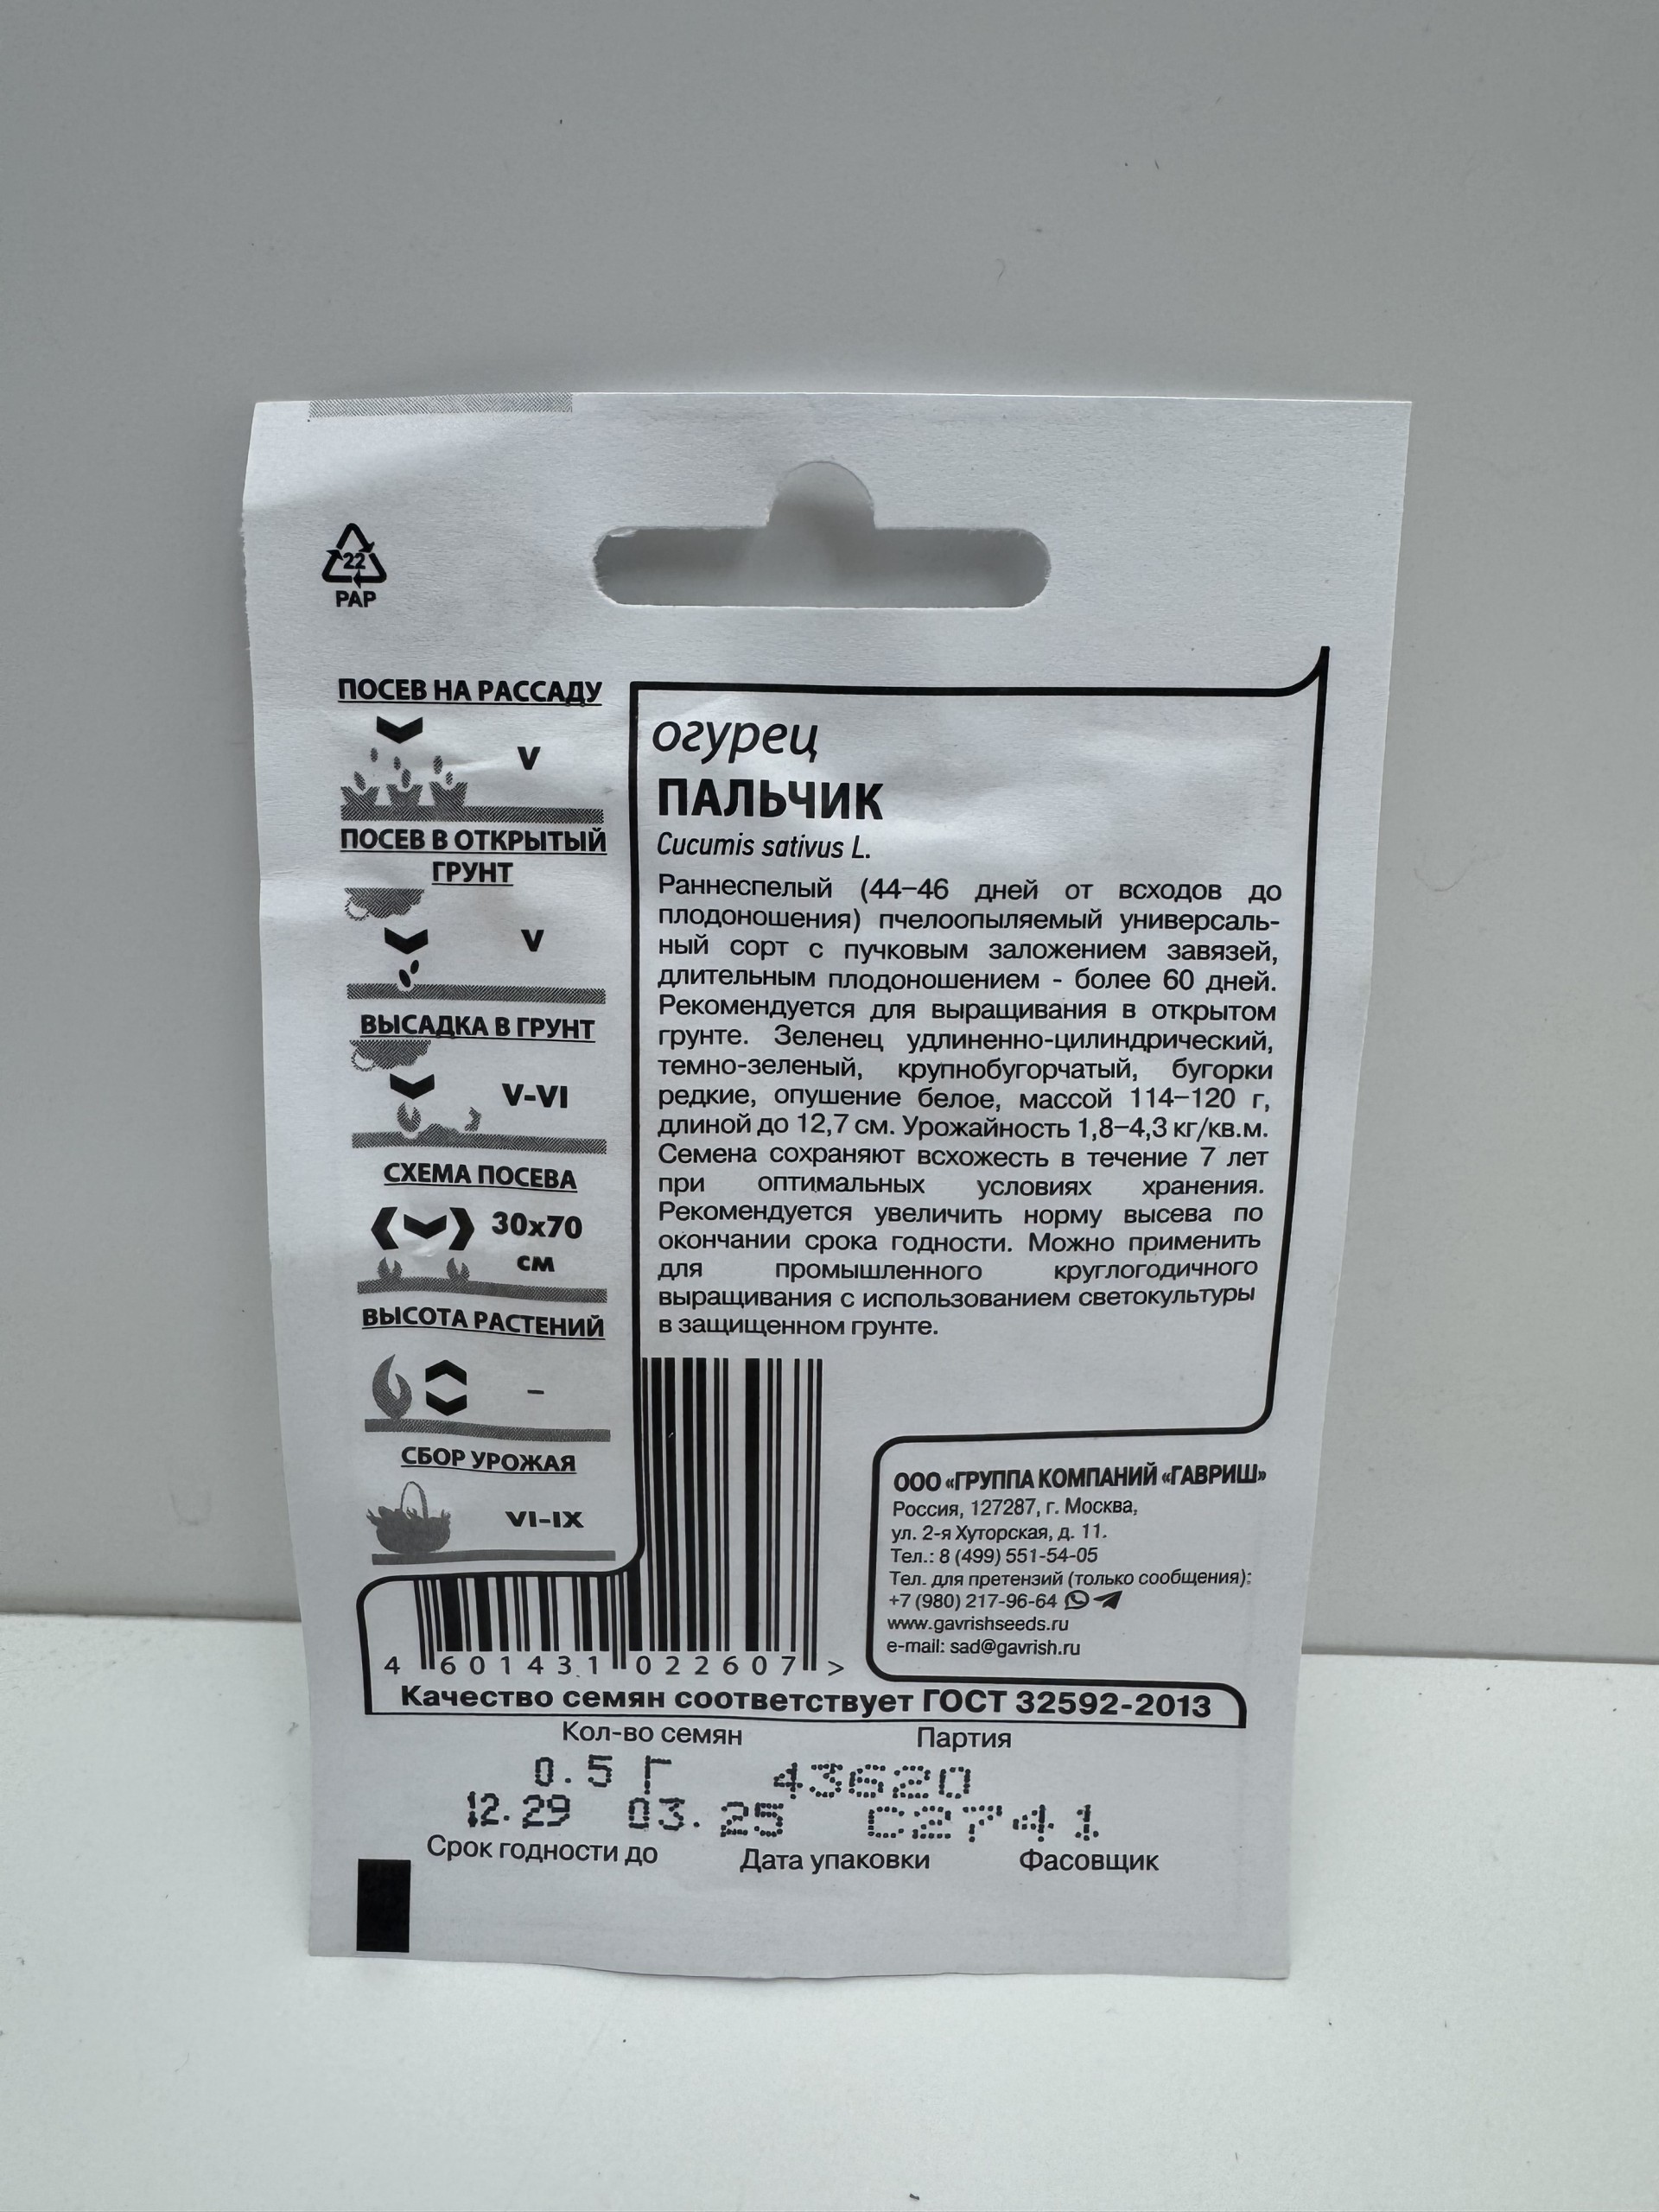 22
PAP
ПОСЕВ НА РАССАДУ
V
ПОСЕВ В ОТКРЫТЫЙ
ГРУНТ
V
ВЫСАДКА В ГРУНТ
V-VI
СХЕМА ПОСЕВА
30х70
см
ВЫСОТА РАСТЕНИЙ
–
СБОР УРОЖАЯ
VI-IX
огурец
ПАЛЬЧИК
Cucumis sativus L.
Раннеспелый (44–46 дней от всходов до
плодоношения) пчелоопыляемый универсаль-
ный сорт с пучковым заложением завязей,
длительным плодоношением - более 60 дней.
Рекомендуется для выращивания в открытом
грунте. Зеленец удлиненно-цилиндрический,
темно-зеленый, крупнобугорчатый, бугорки
редкие, опушение белое, массой 114–120 г,
длиной до 12,7 см. Урожайность 1,8–4,3 кг/кв.м.
Семена сохраняют всхожесть в течение 7 лет
при оптимальных условиях хранения.
Рекомендуется увеличить норму высева по
окончании срока годности. Можно применить
для промышленного круглогодичного
выращивания с использованием светокультуры
в защищенном грунте.
ООО «ГРУППА КОМПАНИЙ «ГАВРИШ»
Россия, 127287, г. Москва,
ул. 2-я Хуторская, д. 11.
Тел.: 8 (499) 551-54-05
Тел. для претензий (только сообщения):
+7 (980) 217-96-64
www.gavrishseeds.ru
e-mail: sad@gavrish.ru
4 601431 022607 >
Качество семян соответствует ГОСТ 32592-2013
Кол-во семян Партия
0.5 Г 43620
12.29 03.25 С2741
Срок годности до Дата упаковки Фасовщик